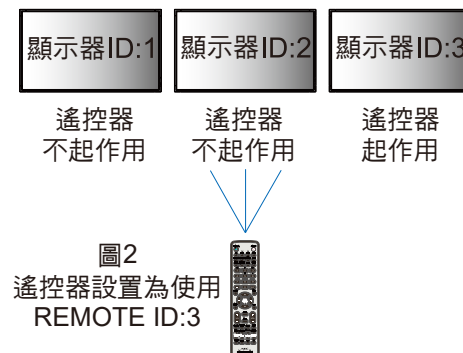 顯示器ID:1 顯示器ID:2 顯示器ID:3
遙控器 遙控器 遙控器
不起作用 不起作用 起作用
圖2
遙控器設置為使用
REMOTE ID:3